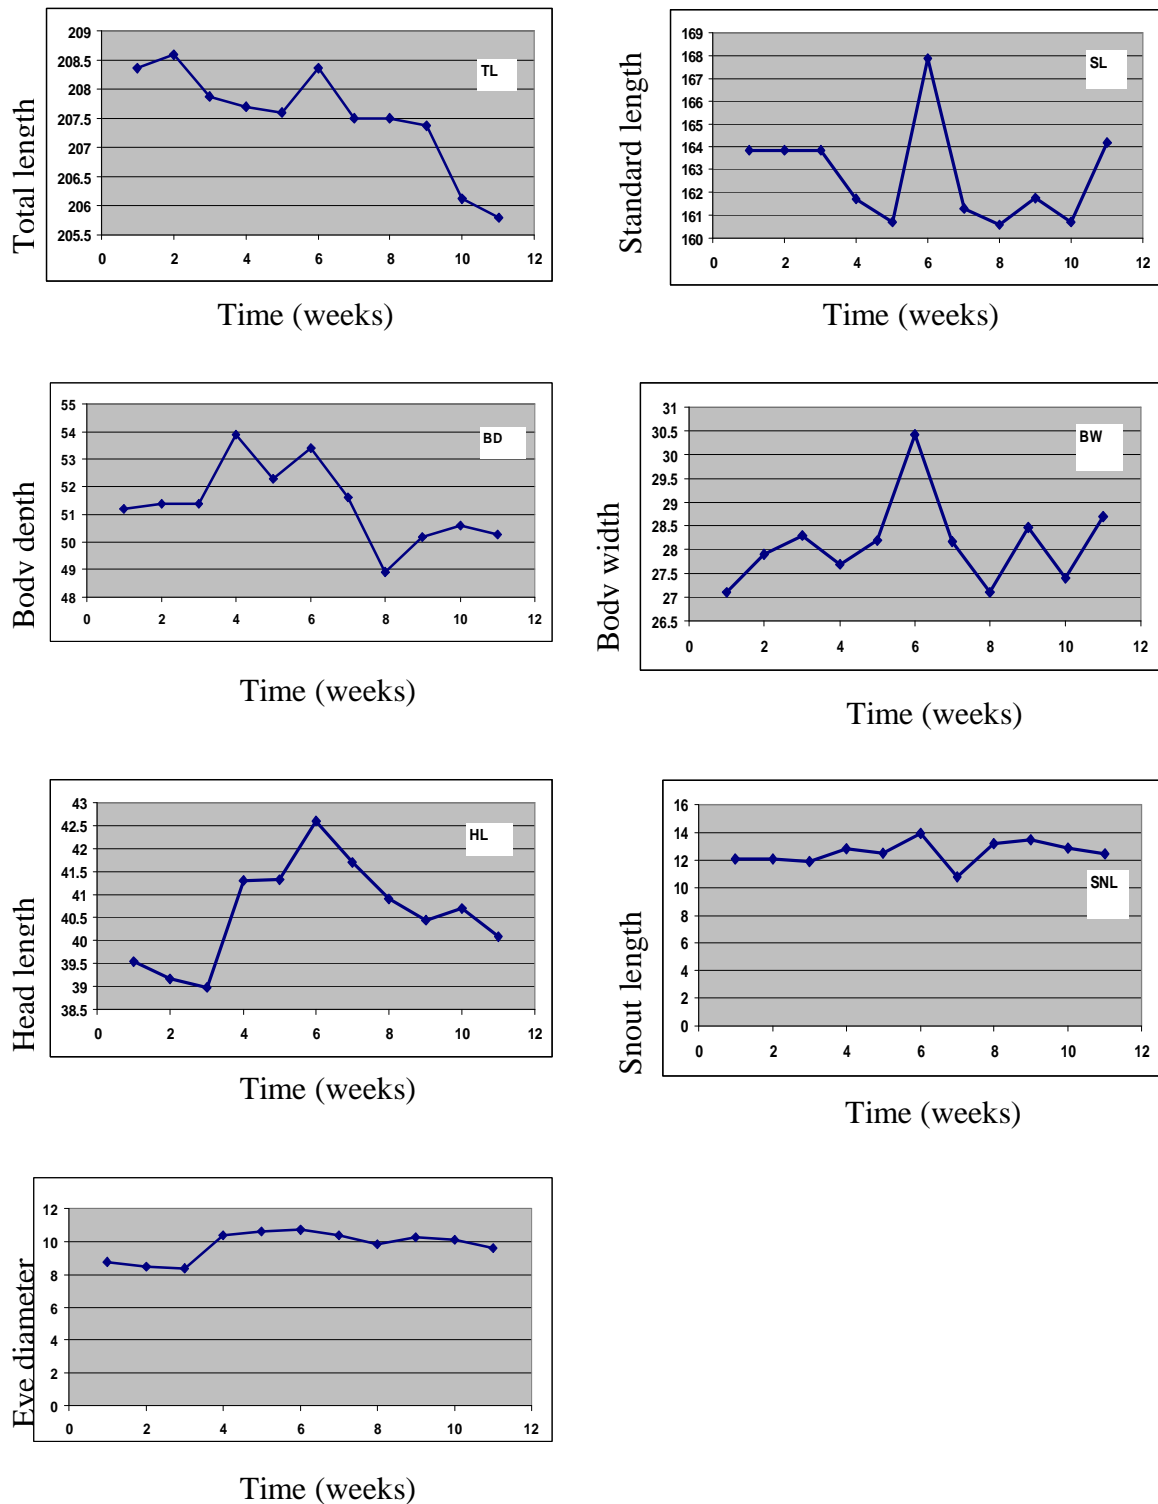 209
208.5
208
207.5
207
206.5
206
205.5
0 2 4 6 8 10 12
TL
Total length
Time (weeks)
169
168
167
166
165
164
163
162
161
160
0 2 4 6 8 10 12
SL
Standard length
Time (weeks)
55
54
53
52
51
50
49
48
0 2 4 6 8 10 12
BD
Body depth
Time (weeks)
31
30.5
30
29.5
29
28.5
28
27.5
27
26.5
0 2 4 6 8 10 12
BW
Body width
Time (weeks)
43
42.5
42
41.5
41
40.5
40
39.5
39
38.5
0 2 4 6 8 10 12
HL
Head length
Time (weeks)
16
14
12
10
8
6
4
2
0
0 2 4 6 8 10 12
SNL
Snout length
Time (weeks)
12
10
8
6
4
2
0
0 2 4 6 8 10 12
Eye diameter
Time (weeks)